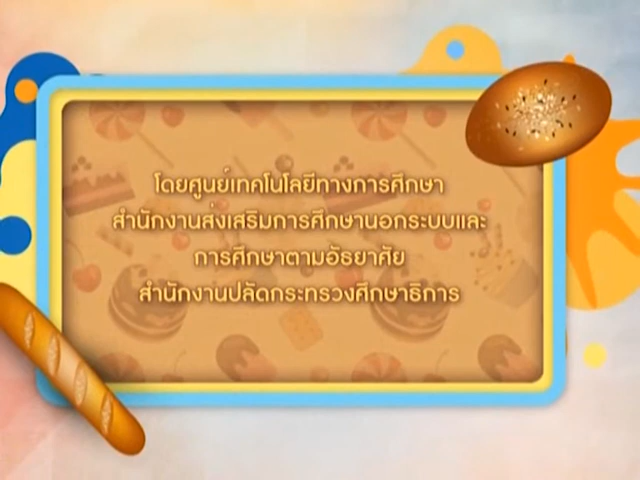 โดยศูนย์เทคโนโลยีทางการศึกษา
สำนักงานส่งเสริมการศึกษานอกระบบและ
การศึกษาตามอัธยาศัย
สำนักงานปลัดกระทรวงศึกษาธิการ